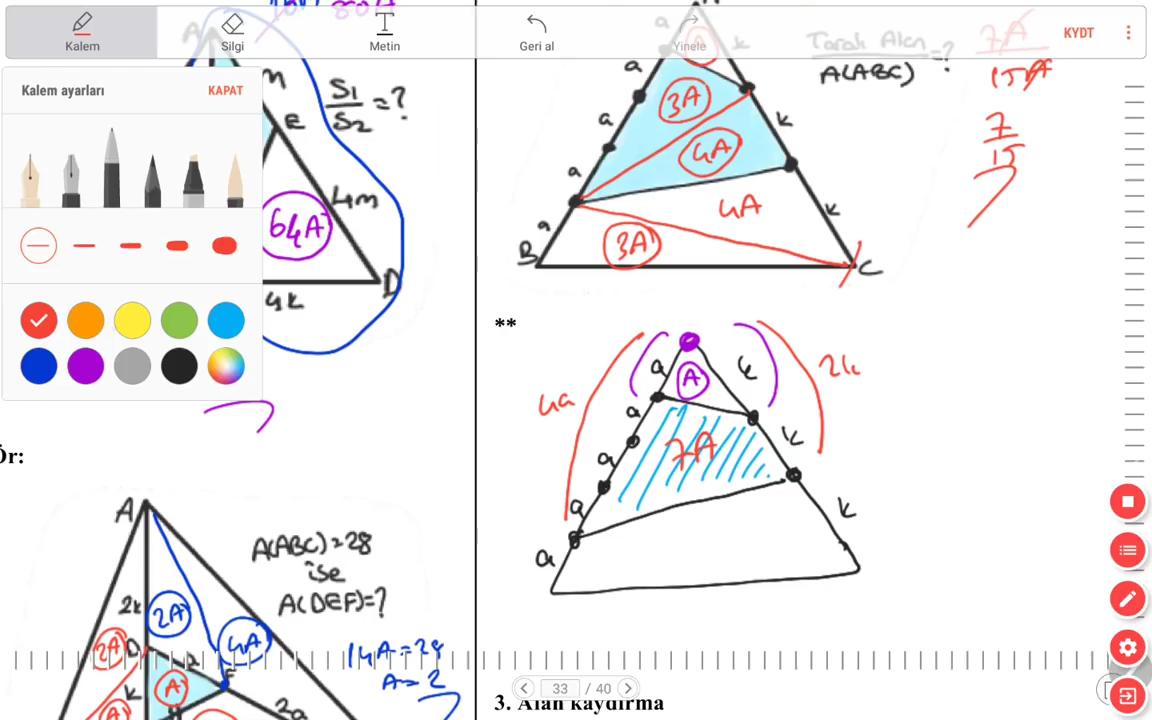 Kalem
Silgi
Metin
Geri al
Yinele
KYDT
Kalem ayarları
KAPAT
A
m
E
S1/S2 = ?
64A
4m
4k
D
a
k
A
a
3A
a
k
4A
a
4A
k
a
3A
B
C
Taralı Alan
A(ABC)
= ?
7A
15A
7
15
**
4a
a
A
k
2k
a
7A
k
a
a
k
a
Ör:
A
A(ABC)=28
ise
A(DEF)=?
2k
2A
2A
4A
D
a
F
A
k
A
2a
14A=28
A=2
33 / 40
3. Alan kaydırma